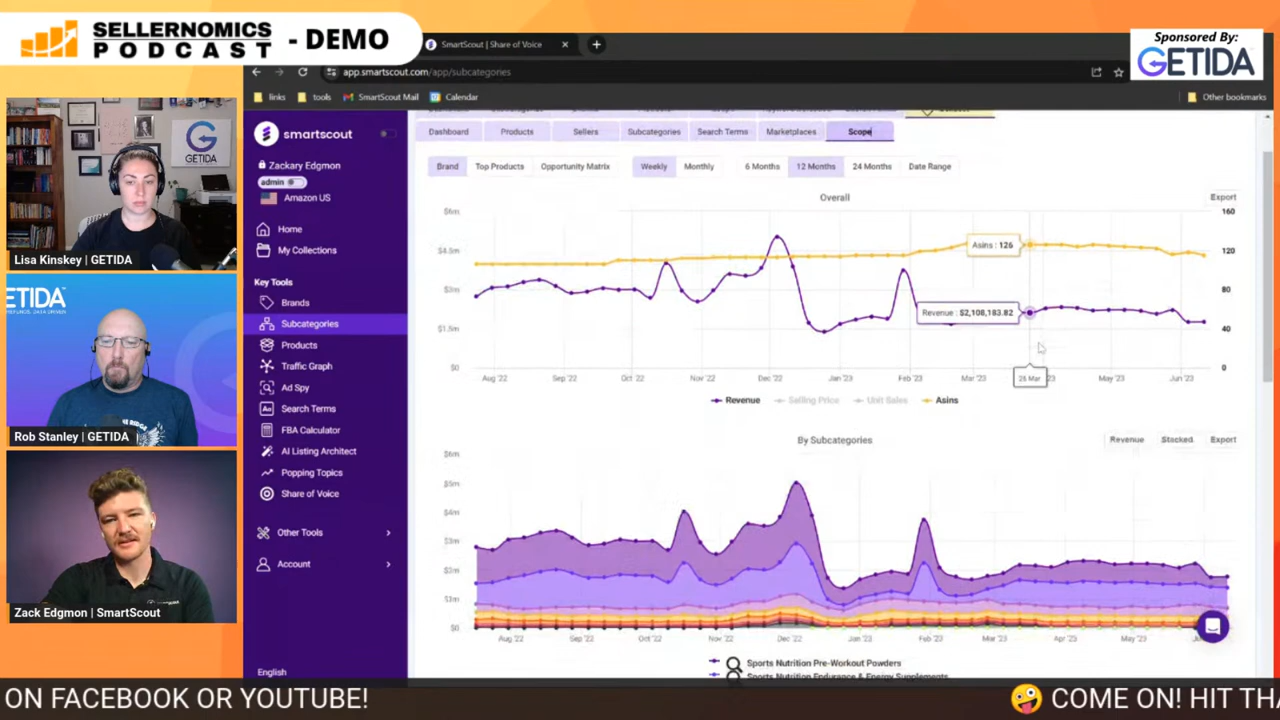 SELLERNOMICS
PODCAST
- DEMO
Sponsored By:
GETIDA
SmartScout | Share of Voice
app.smartscout.com/app/subcategories
links
tools
SmartScout Mail
Calendar
Other bookmarks
smartscout
Zackary Edgmon
admin
Amazon US
Home
My Collections
Key Tools
Brands
Subcategories
Products
Traffic Graph
Ad Spy
Search Terms
FBA Calculator
AI Listing Architect
Popping Topics
Share of Voice
Other Tools
Account
English
Dashboard
Products
Sellers
Subcategories
Search Terms
Marketplaces
Scope
Brand
Top Products
Opportunity Matrix
Weekly
Monthly
6 Months
12 Months
24 Months
Date Range
Overall
Export
$6m
$4.5m
$3m
$1.5m
$0
160
120
80
40
0
Asins : 126
Revenue : $2,108,183.82
Aug '22
Sep '22
Oct '22
Nov '22
Dec '22
Jan '23
Feb '23
Mar '23
26 Mar
May '23
Jun '23
Revenue
Selling Price
Unit Sales
Asins
By Subcategories
Revenue
Stacked
Export
$6m
$5m
$4m
$3m
$2m
$1m
$0
Aug '22
Sep '22
Oct '22
Nov '22
Dec '22
Jan '23
Feb '23
Mar '23
Apr '23
May '23
Sports Nutrition Pre-Workout Powders
Sports Nutrition Endurance & Energy Supplements
GETIDA
Lisa Kinskey | GETIDA
ETIDA
Rob Stanley | GETIDA
Zack Edgmon | SmartScout
ON FACEBOOK OR YOUTUBE!
🤪 COME ON! HIT THA